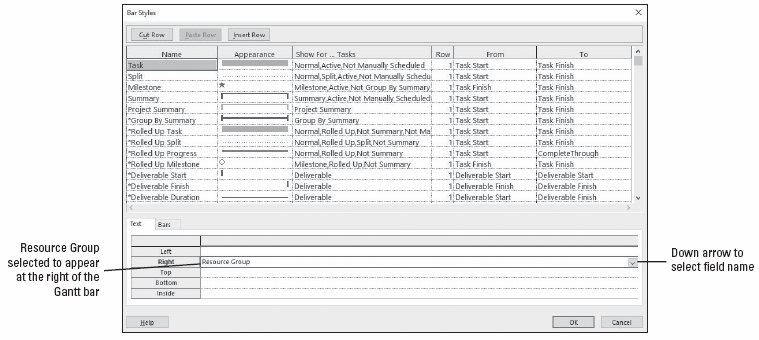 Bar Styles
Cut Row Paste Row Insert Row
Name Appearance Show For ... Tasks Row From To
Task Normal,Active,Not Manually Scheduled 1 Task Start Task Finish
Split Normal,Split,Active,Not Manually Schedu 1 Task Start Task Finish
Milestone Milestone,Active,Not Group By Summary 1 Task Finish Task Finish
Summary Summary,Active,Not Manually Scheduled 1 Task Start Task Finish
Project Summary Project Summary 1 Task Start Task Finish
*Group By Summary Group By Summary 1 Task Start Task Finish
*Rolled Up Task Normal,Rolled Up,Not Summary,Not Ma 1 Task Start Task Finish
*Rolled Up Split Normal,Rolled Up,Split,Not Summary 1 Task Start Task Finish
*Rolled Up Progress Normal,Rolled Up,Not Summary 1 Task Start CompleteThrough
*Rolled Up Milestone Milestone,Rolled Up,Not Summary 1 Task Finish Task Finish
*Deliverable Start Deliverable 1 Deliverable Start Deliverable Start
*Deliverable Finish Deliverable 1 Deliverable Finish Deliverable Finish
*Deliverable Duration Deliverable 1 Deliverable Start Deliverable Finish
Text Bars
Left
Right Resource Group
Top
Bottom
Inside
Help OK Cancel
Resource Group
selected to appear
at the right of the
Gantt bar
Down arrow to
select field name